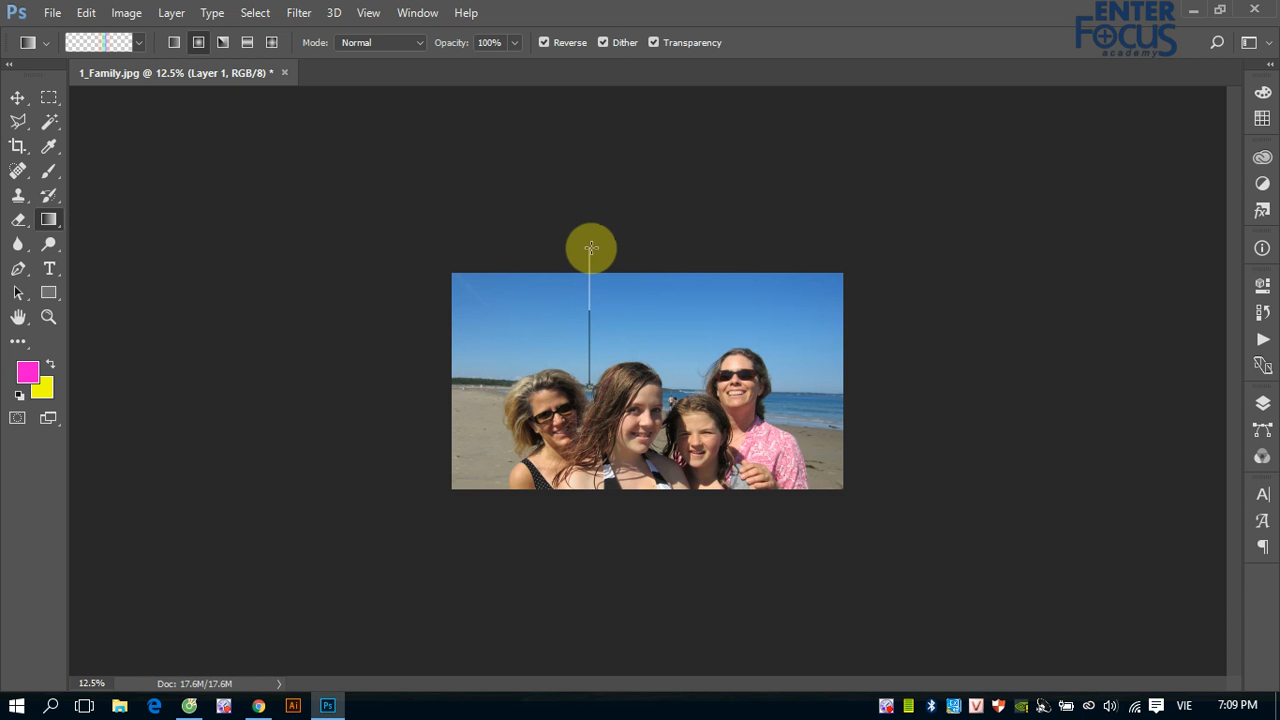 Ps File Edit Image Layer Type Select Filter 3D View Window Help
ENTER
FOCUS
academy
Mode: Normal Opacity: 100% Reverse Dither Transparency
1_Family.jpg @ 12.5% (Layer 1, RGB/8) *
12.5% Doc: 17.6M/17.6M
Ai Ps VIE 7:09 PM